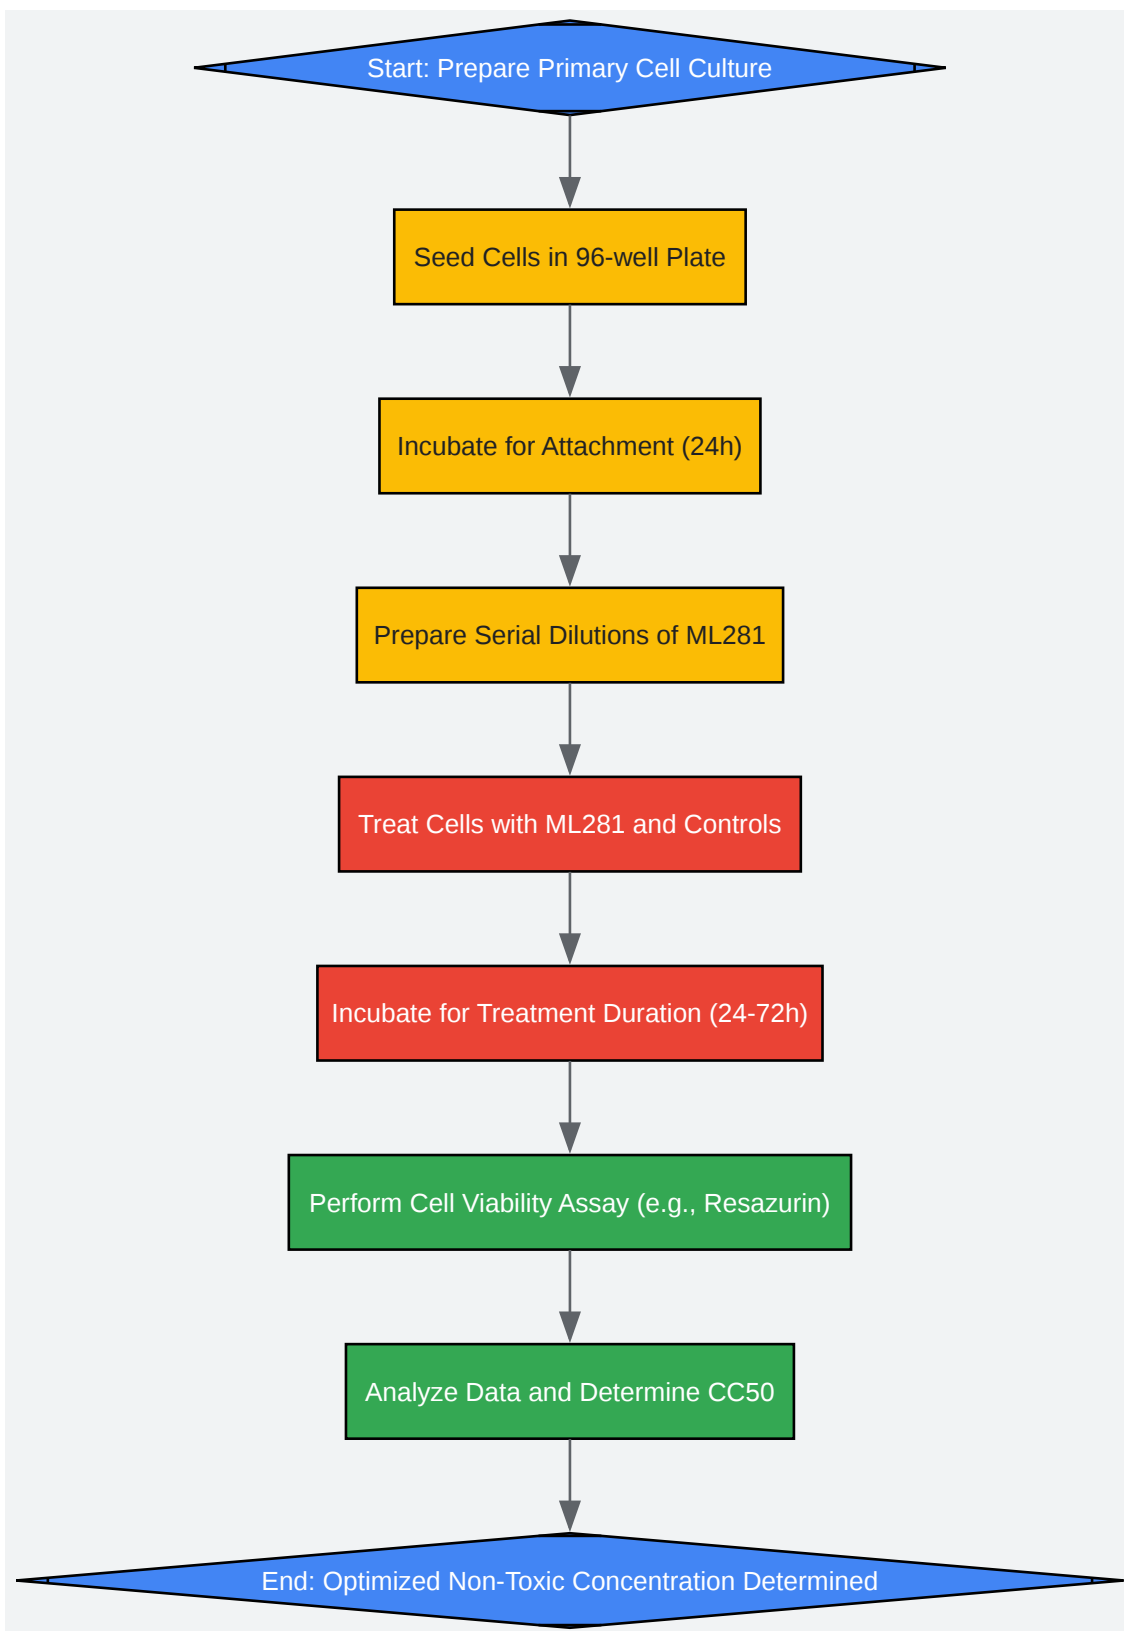 Start: Prepare Primary Cell Culture
Seed Cells in 96-well Plate
Incubate for Attachment (24h)
Prepare Serial Dilutions of ML281
Treat Cells with ML281 and Controls
Incubate for Treatment Duration (24-72h)
Perform Cell Viability Assay (e.g., Resazurin)
Analyze Data and Determine CC50
End: Optimized Non-Toxic Concentration Determined